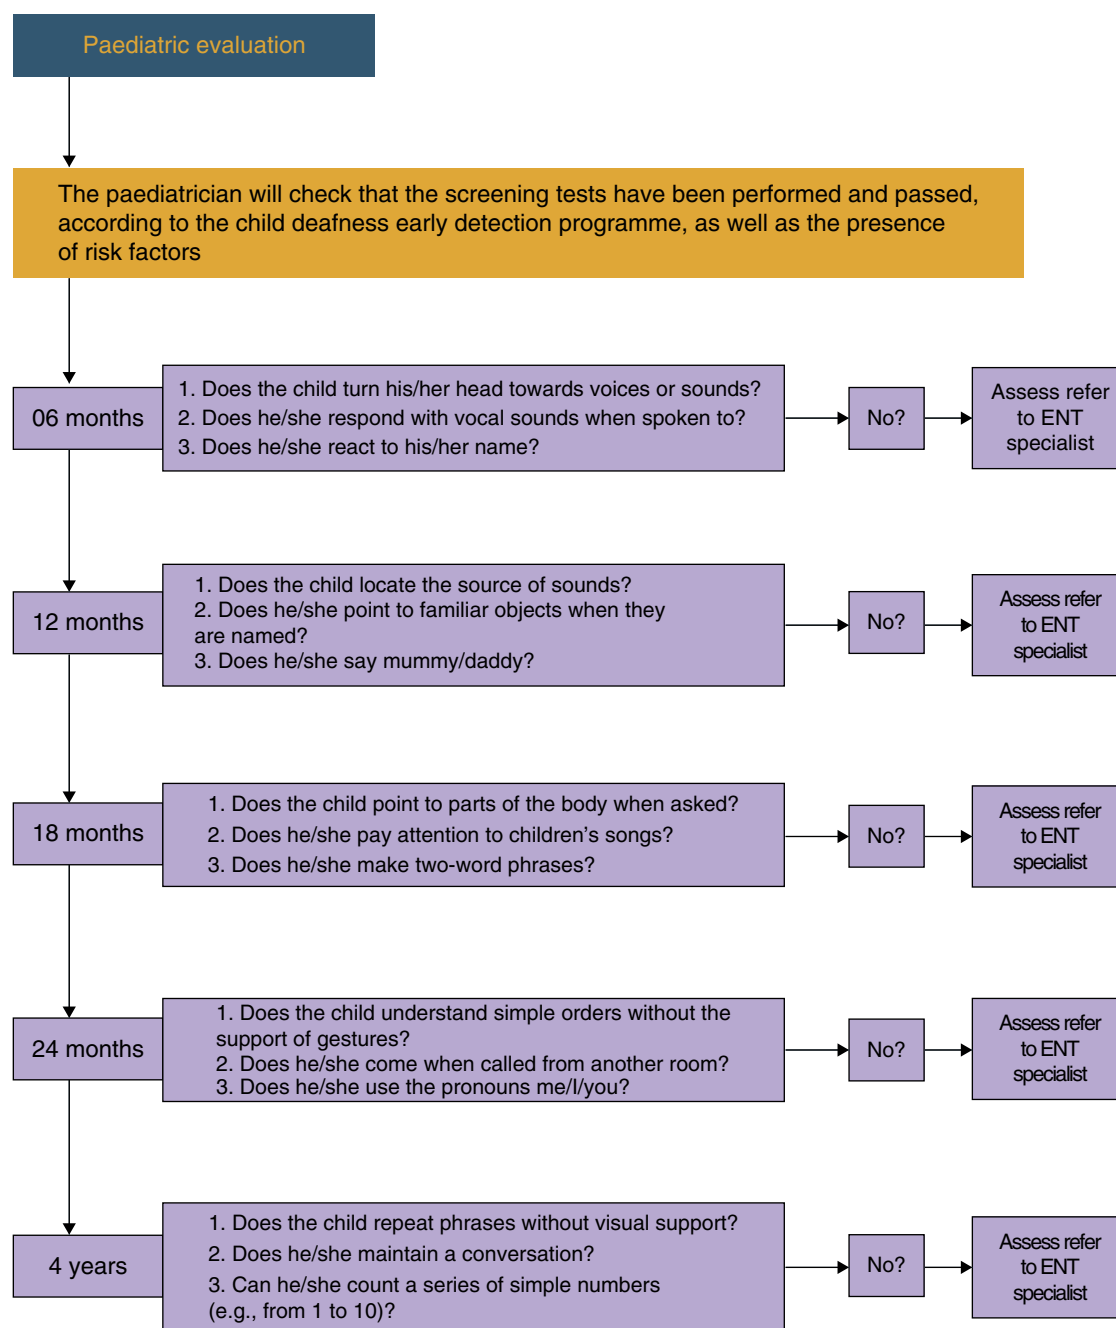 Paediatric evaluation
The paediatrician will check that the screening tests have been performed and passed,
according to the child deafness early detection programme, as well as the presence
of risk factors
06 months
1. Does the child turn his/her head towards voices or sounds?
2. Does he/she respond with vocal sounds when spoken to?
3. Does he/she react to his/her name?
No?
Assess refer
to ENT
specialist
12 months
1. Does the child locate the source of sounds?
2. Does he/she point to familiar objects when they
are named?
3. Does he/she say mummy/daddy?
No?
Assess refer
to ENT
specialist
18 months
1. Does the child point to parts of the body when asked?
2. Does he/she pay attention to children's songs?
3. Does he/she make two-word phrases?
No?
Assess refer
to ENT
specialist
24 months
1. Does the child understand simple orders without the
support of gestures?
2. Does he/she come when called from another room?
3. Does he/she use the pronouns me/I/you?
No?
Assess refer
to ENT
specialist
4 years
1. Does the child repeat phrases without visual support?
2. Does he/she maintain a conversation?
3. Can he/she count a series of simple numbers
(e.g., from 1 to 10)?
No?
Assess refer
to ENT
specialist